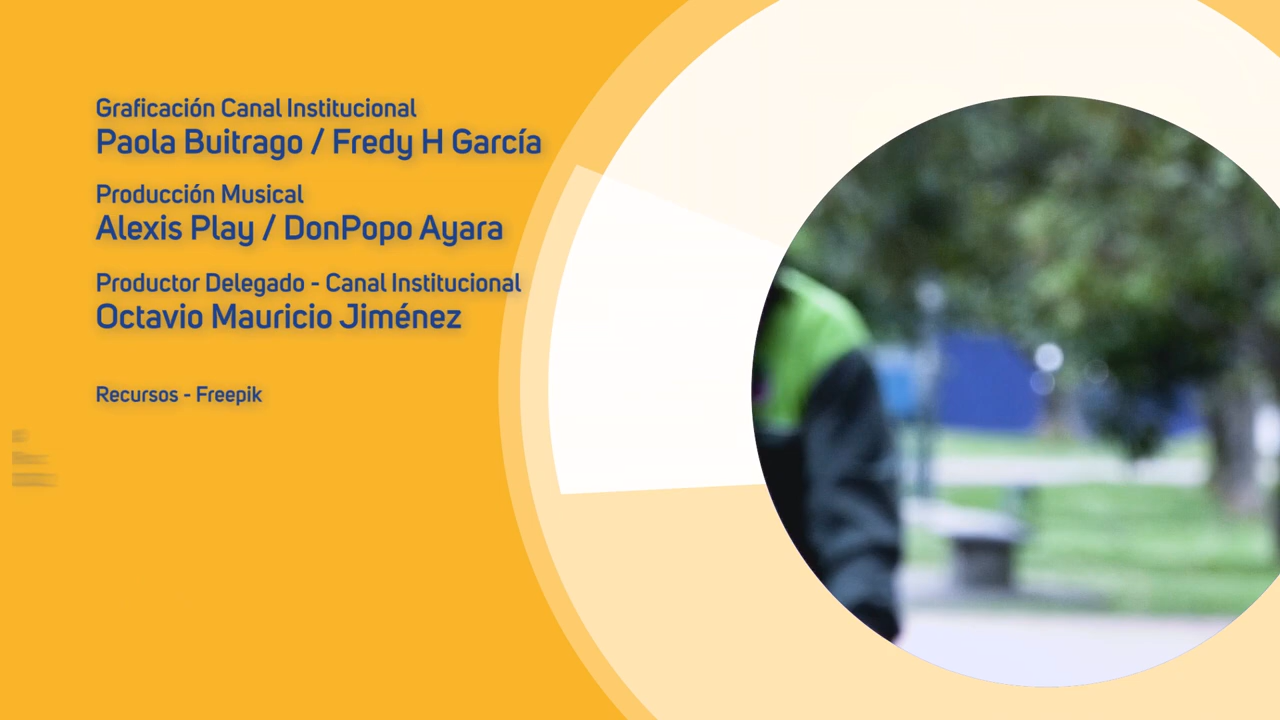 Graficación Canal Institucional
Paola Buitrago / Fredy H García
Producción Musical
Alexis Play / DonPopo Ayara
Productor Delegado - Canal Institucional
Octavio Mauricio Jiménez
Recursos - Freepik